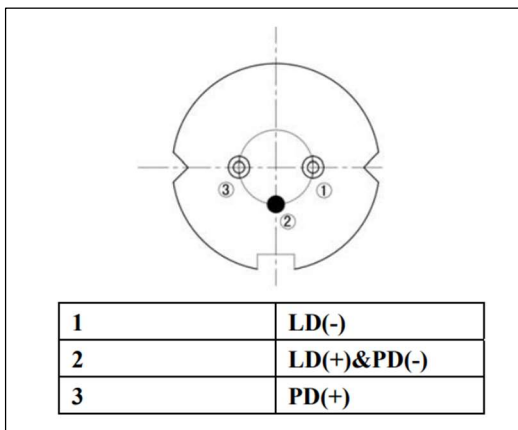 ③ ①
②
1 LD(-)
2 LD(+)&PD(-)
3 PD(+)